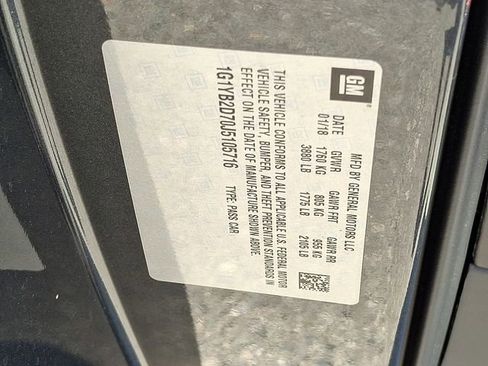 GM
MFD BY GENERAL MOTORS LLC
DATE GVWR GAWR FRT GAWR RR
01/18 1760 KG 805 KG 955 KG
3880 LB 1775 LB 2105 LB
THIS VEHICLE CONFORMS TO ALL APPLICABLE U.S. FEDERAL MOTOR
VEHICLE SAFETY, BUMPER, AND THEFT PREVENTION STANDARDS IN
EFFECT ON THE DATE OF MANUFACTURE SHOWN ABOVE.
1G1YB2D70J5105716 TYPE: PASS CAR